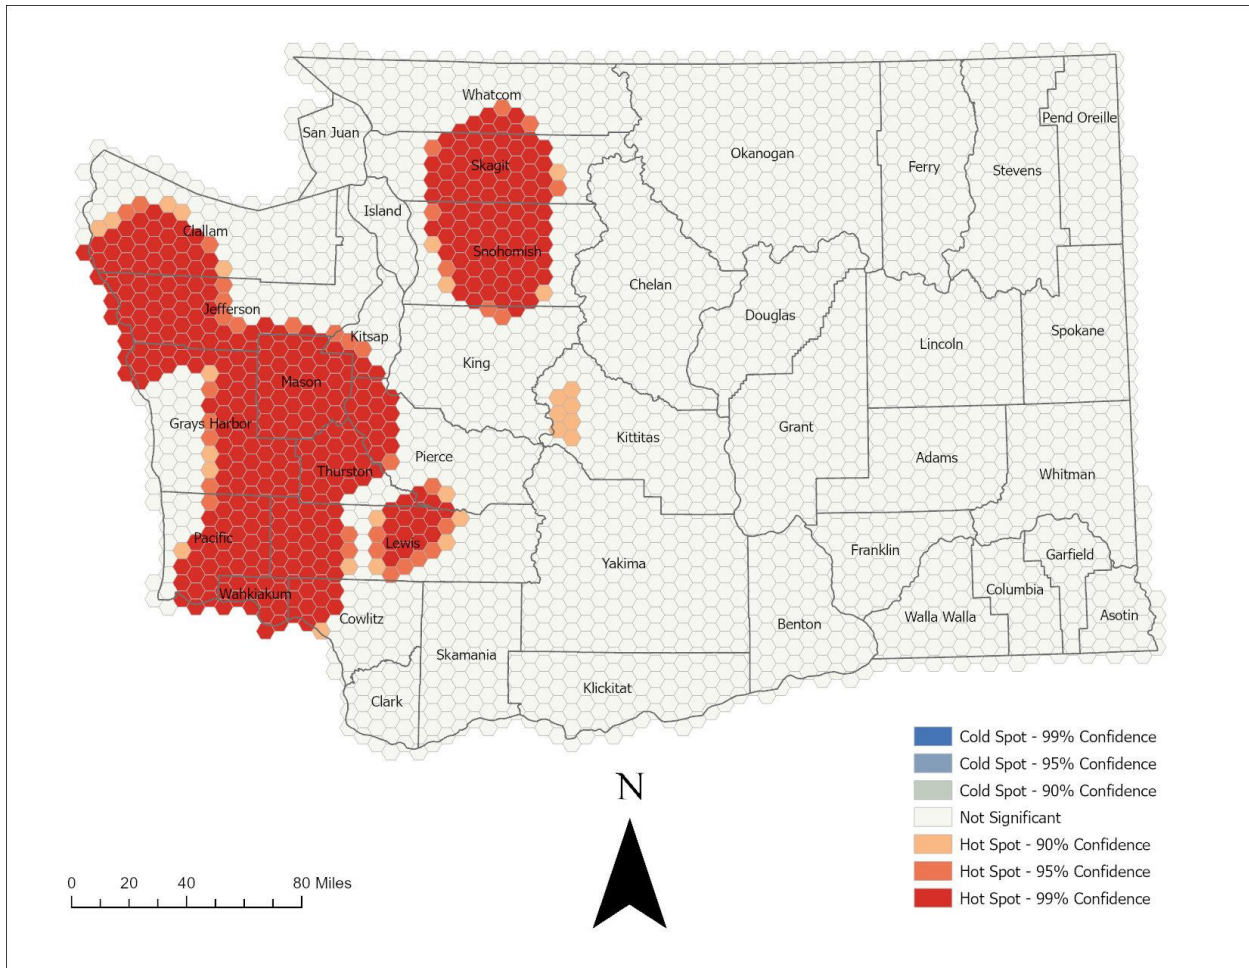 Whatcom
San Juan
Skagit
Okanogan
Ferry
Stevens
Pend Oreille
Island
Clallam
Snohomish
Chelan
Jefferson
Kitsap
Douglas
Spokane
Lincoln
King
Mason
Grays Harbor
Kittitas
Grant
Pierce
Thurston
Adams
Whitman
Pacific
Lewis
Yakima
Franklin
Garfield
Wahkiakum
Columbia
Cowlitz
Benton
Walla Walla
Asotin
Skamania
Klickitat
Clark
Cold Spot - 99% Confidence
Cold Spot - 95% Confidence
Cold Spot - 90% Confidence
Not Significant
Hot Spot - 90% Confidence
Hot Spot - 95% Confidence
Hot Spot - 99% Confidence
N
0 20 40 80 Miles